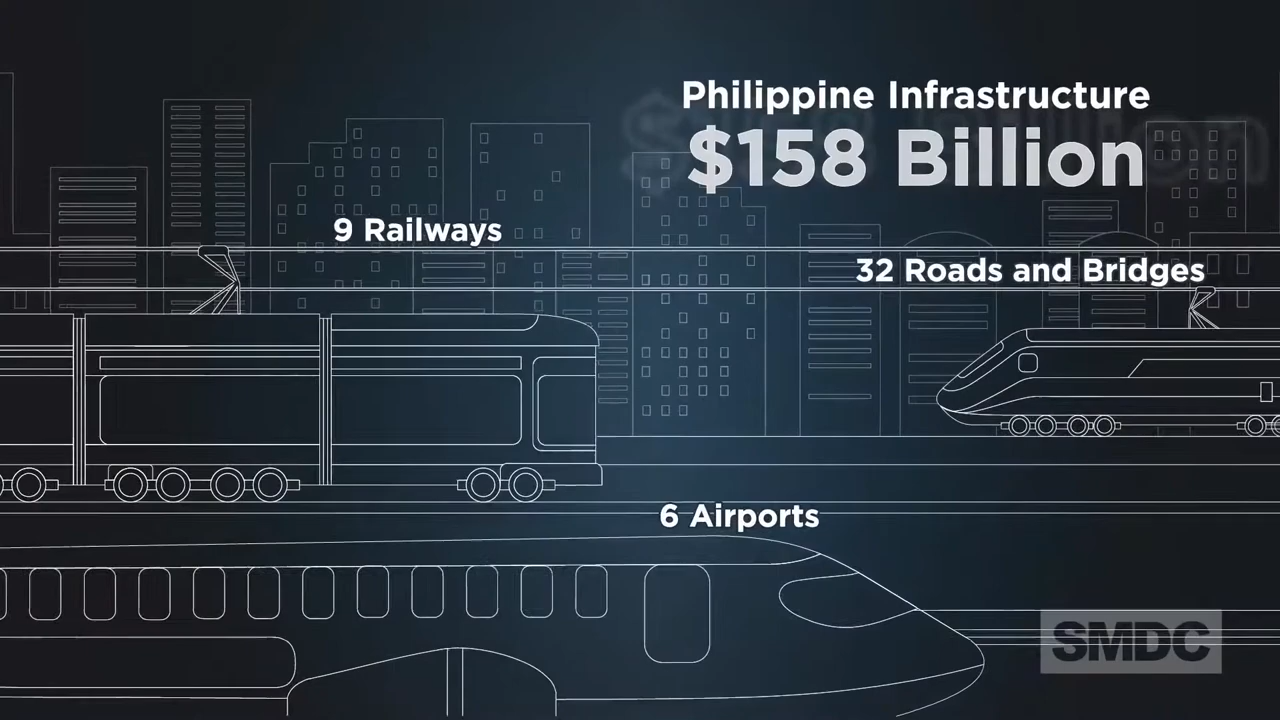 Philippine Infrastructure
$158 Billion
9 Railways
32 Roads and Bridges
6 Airports
SMDC